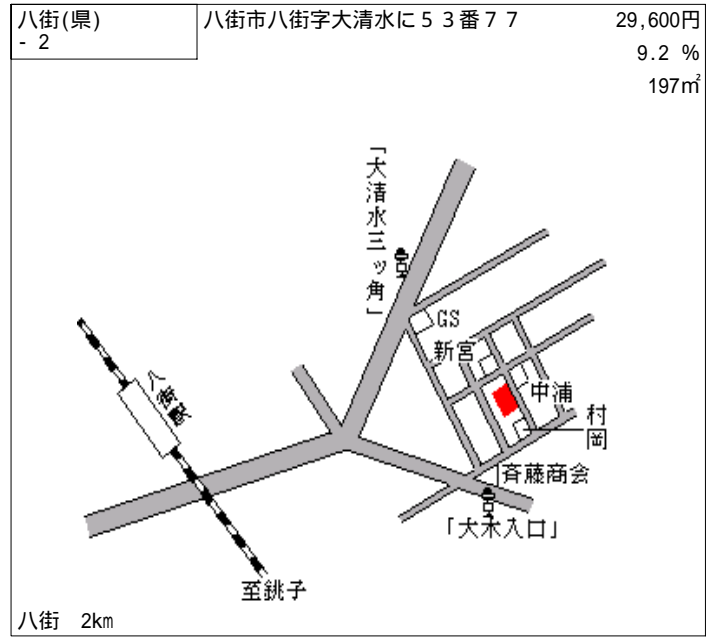 八街(県)
- 2
八街市八街字大清水に５３番７７
29,600円
9.2 %
197㎡
「大清水三ッ角」
GS
新宮
中浦
村岡
斉藤商会
「大木入口」
八街駅
至銚子
八街 2km